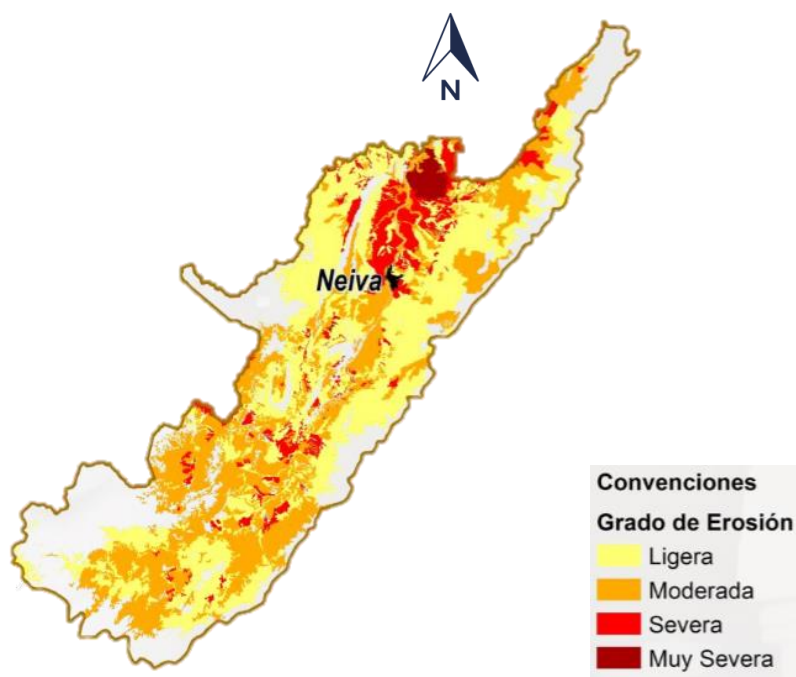 N
Neiva
Convenciones
Grado de Erosión
Ligera
Moderada
Severa
Muy Severa